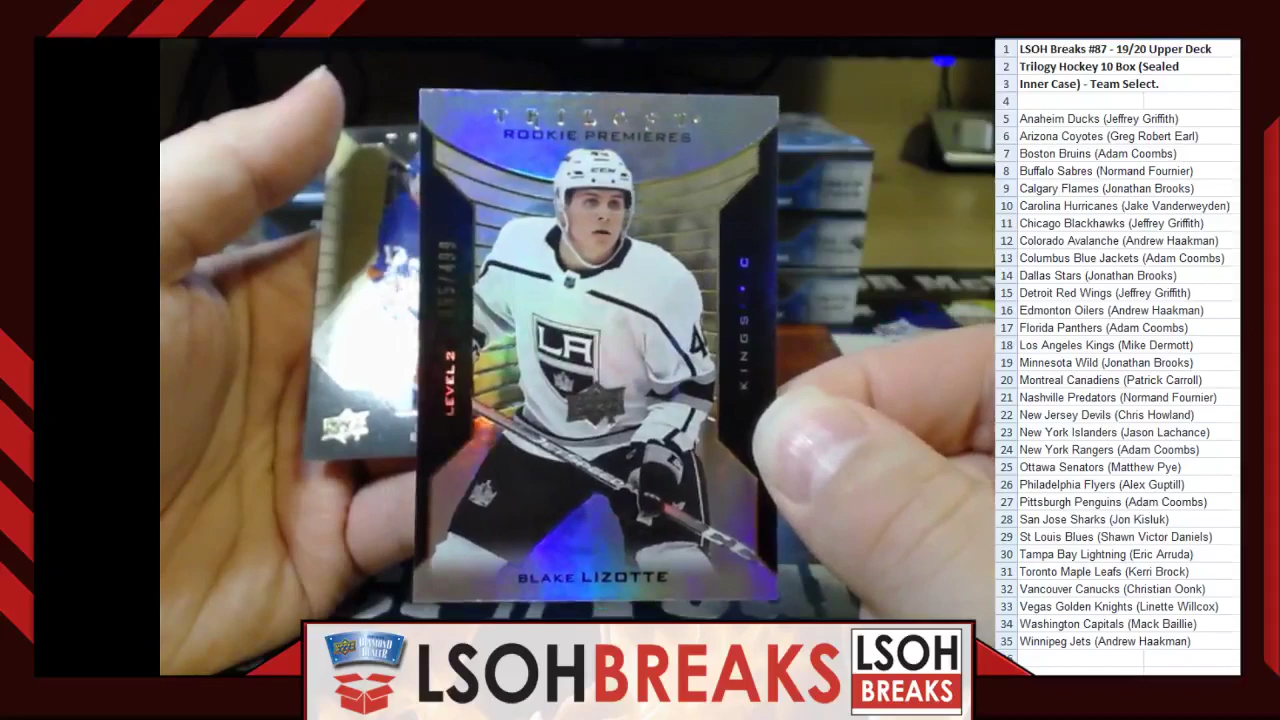 TRILOGY
ROOKIE PREMIERES
LEVEL 2
/499
KINGS · C
CCM
LA
4
BLAKE LIZOTTE
LSOHBREAKS
LSOH
BREAKS
UPPER DECK
DIAMOND
DEALER
1 LSOH Breaks #87 - 19/20 Upper Deck
2 Trilogy Hockey 10 Box (Sealed
3 Inner Case) - Team Select.
4
5 Anaheim Ducks (Jeffrey Griffith)
6 Arizona Coyotes (Greg Robert Earl)
7 Boston Bruins (Adam Coombs)
8 Buffalo Sabres (Normand Fournier)
9 Calgary Flames (Jonathan Brooks)
10 Carolina Hurricanes (Jake Vanderweyden)
11 Chicago Blackhawks (Jeffrey Griffith)
12 Colorado Avalanche (Andrew Haakman)
13 Columbus Blue Jackets (Adam Coombs)
14 Dallas Stars (Jonathan Brooks)
15 Detroit Red Wings (Jeffrey Griffith)
16 Edmonton Oilers (Andrew Haakman)
17 Florida Panthers (Adam Coombs)
18 Los Angeles Kings (Mike Dermott)
19 Minnesota Wild (Jonathan Brooks)
20 Montreal Canadiens (Patrick Carroll)
21 Nashville Predators (Normand Fournier)
22 New Jersey Devils (Chris Howland)
23 New York Islanders (Jason Lachance)
24 New York Rangers (Adam Coombs)
25 Ottawa Senators (Matthew Pye)
26 Philadelphia Flyers (Alex Guptill)
27 Pittsburgh Penguins (Adam Coombs)
28 San Jose Sharks (Jon Kisluk)
29 St Louis Blues (Shawn Victor Daniels)
30 Tampa Bay Lightning (Eric Arruda)
31 Toronto Maple Leafs (Kerri Brock)
32 Vancouver Canucks (Christian Oonk)
33 Vegas Golden Knights (Linette Willcox)
34 Washington Capitals (Mack Baillie)
35 Winnipeg Jets (Andrew Haakman)